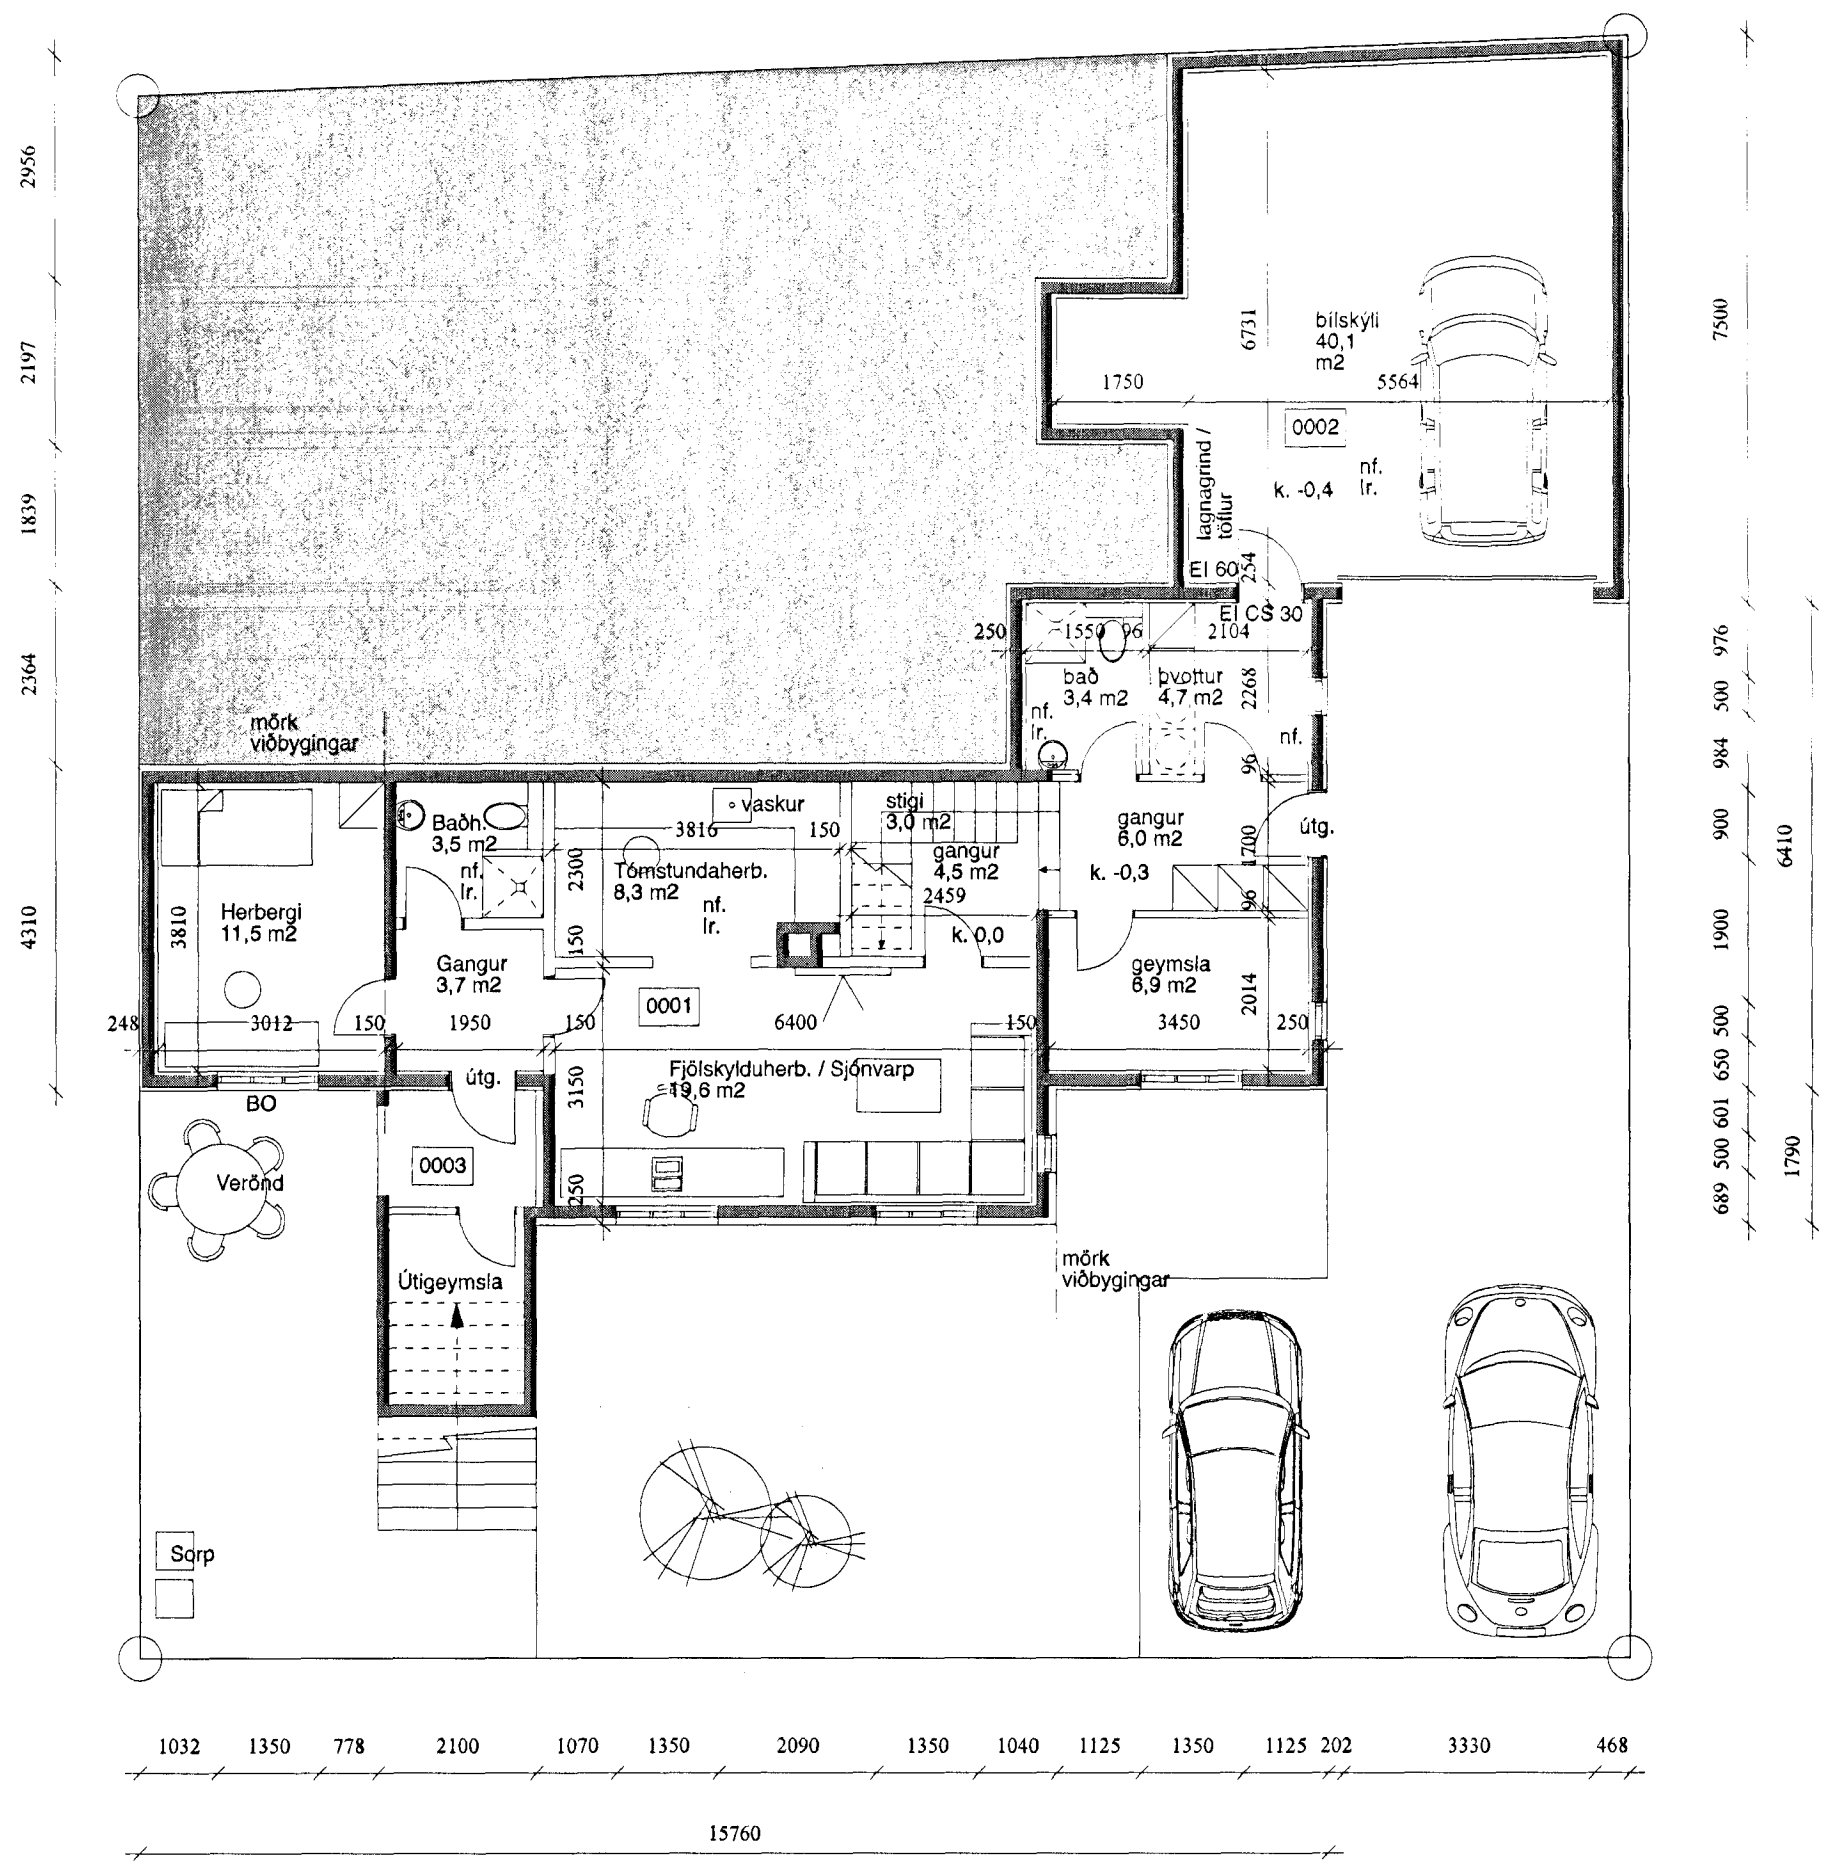 2956
2197
1839
2364
4310
7500
976
500
984
900
1900
500
650
601
500
689
6410
1790
bílskýli
40,1
m2
6731
1750
5564
0002
nf.
lr.
k. -0,4
lagnagrind /
töflur
EI 60
254
EI CS 30
250
1550
96
2104
bað
3,4 m2
þvottur
4,7 m2
2268
nf.
lr.
nf.
96
mörk
viðbygingar
vaskur
stigi
3,0 m2
gangur
6,0 m2
útg.
Baðh.
3,5 m2
3816
150
gangur
4,5 m2
1700
k. -0,3
nf.
lr.
2300
Tómstundaherb.
8,3 m2
nf.
lr.
2459
96
Herbergi
11,5 m2
3810
k. 0,0
150
Gangur
3,7 m2
geymsla
6,9 m2
2014
0001
248
3012
150
1950
150
6400
150
3450
250
útg.
Fjölskylduherb. / Sjónvarp
19,6 m2
3150
BO
0003
Verönd
250
Útigeymsla
mörk
viðbygingar
Sorp
1032
1350
778
2100
1070
1350
2090
1350
1040
1125
1350
1125
202
3330
468
15760